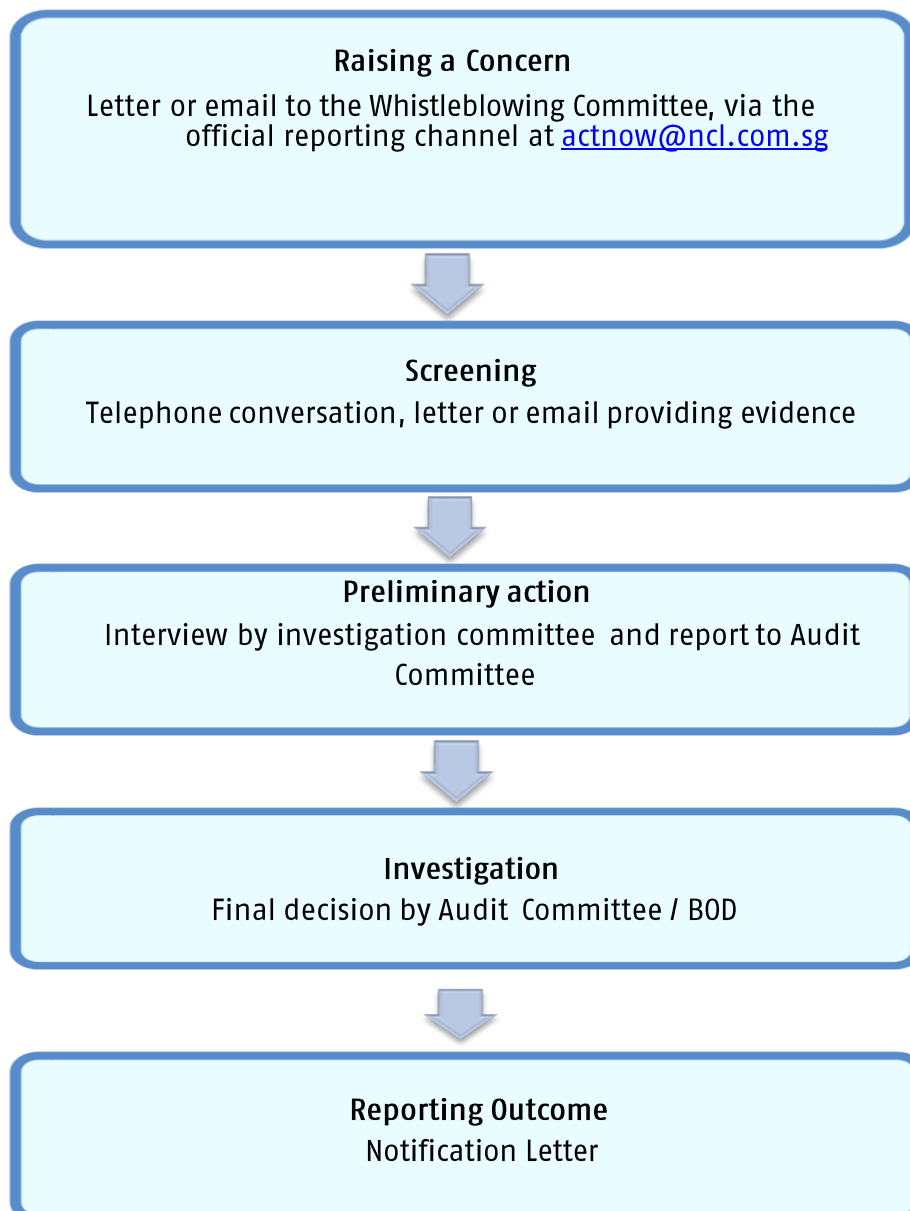 Raising a Concern
Letter or email to the Whistleblowing Committee, via the
official reporting channel at actnow@ncl.com.sg
Screening
Telephone conversation, letter or email providing evidence
Preliminary action
Interview by investigation committee and report to Audit
Committee
Investigation
Final decision by Audit Committee / BOD
Reporting Outcome
Notification Letter